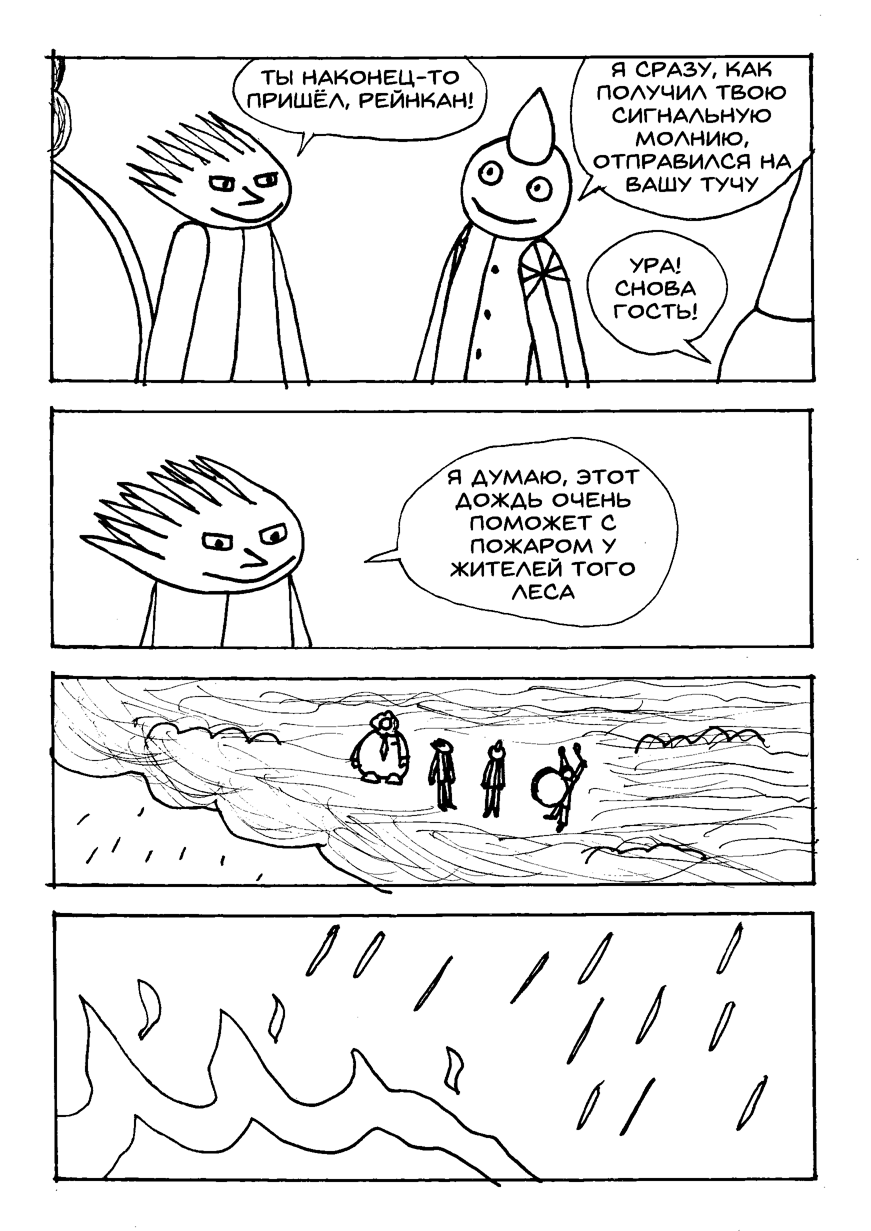 ТЫ НАКОНЕЦ-ТО
ПРИШЁЛ, РЕЙНКАН!
Я СРАЗУ, КАК
ПОЛУЧИЛ ТВОЮ
СИГНАЛЬНУЮ
МОЛНИЮ,
ОТПРАВИЛСЯ НА
ВАШУ ТУЧУ
УРА!
СНОВА
ГОСТЬ!
Я ДУМАЮ, ЭТОТ
ДОЖДЬ ОЧЕНЬ
ПОМОЖЕТ С
ПОЖАРОМ У
ЖИТЕЛЕЙ ТОГО
ЛЕСА